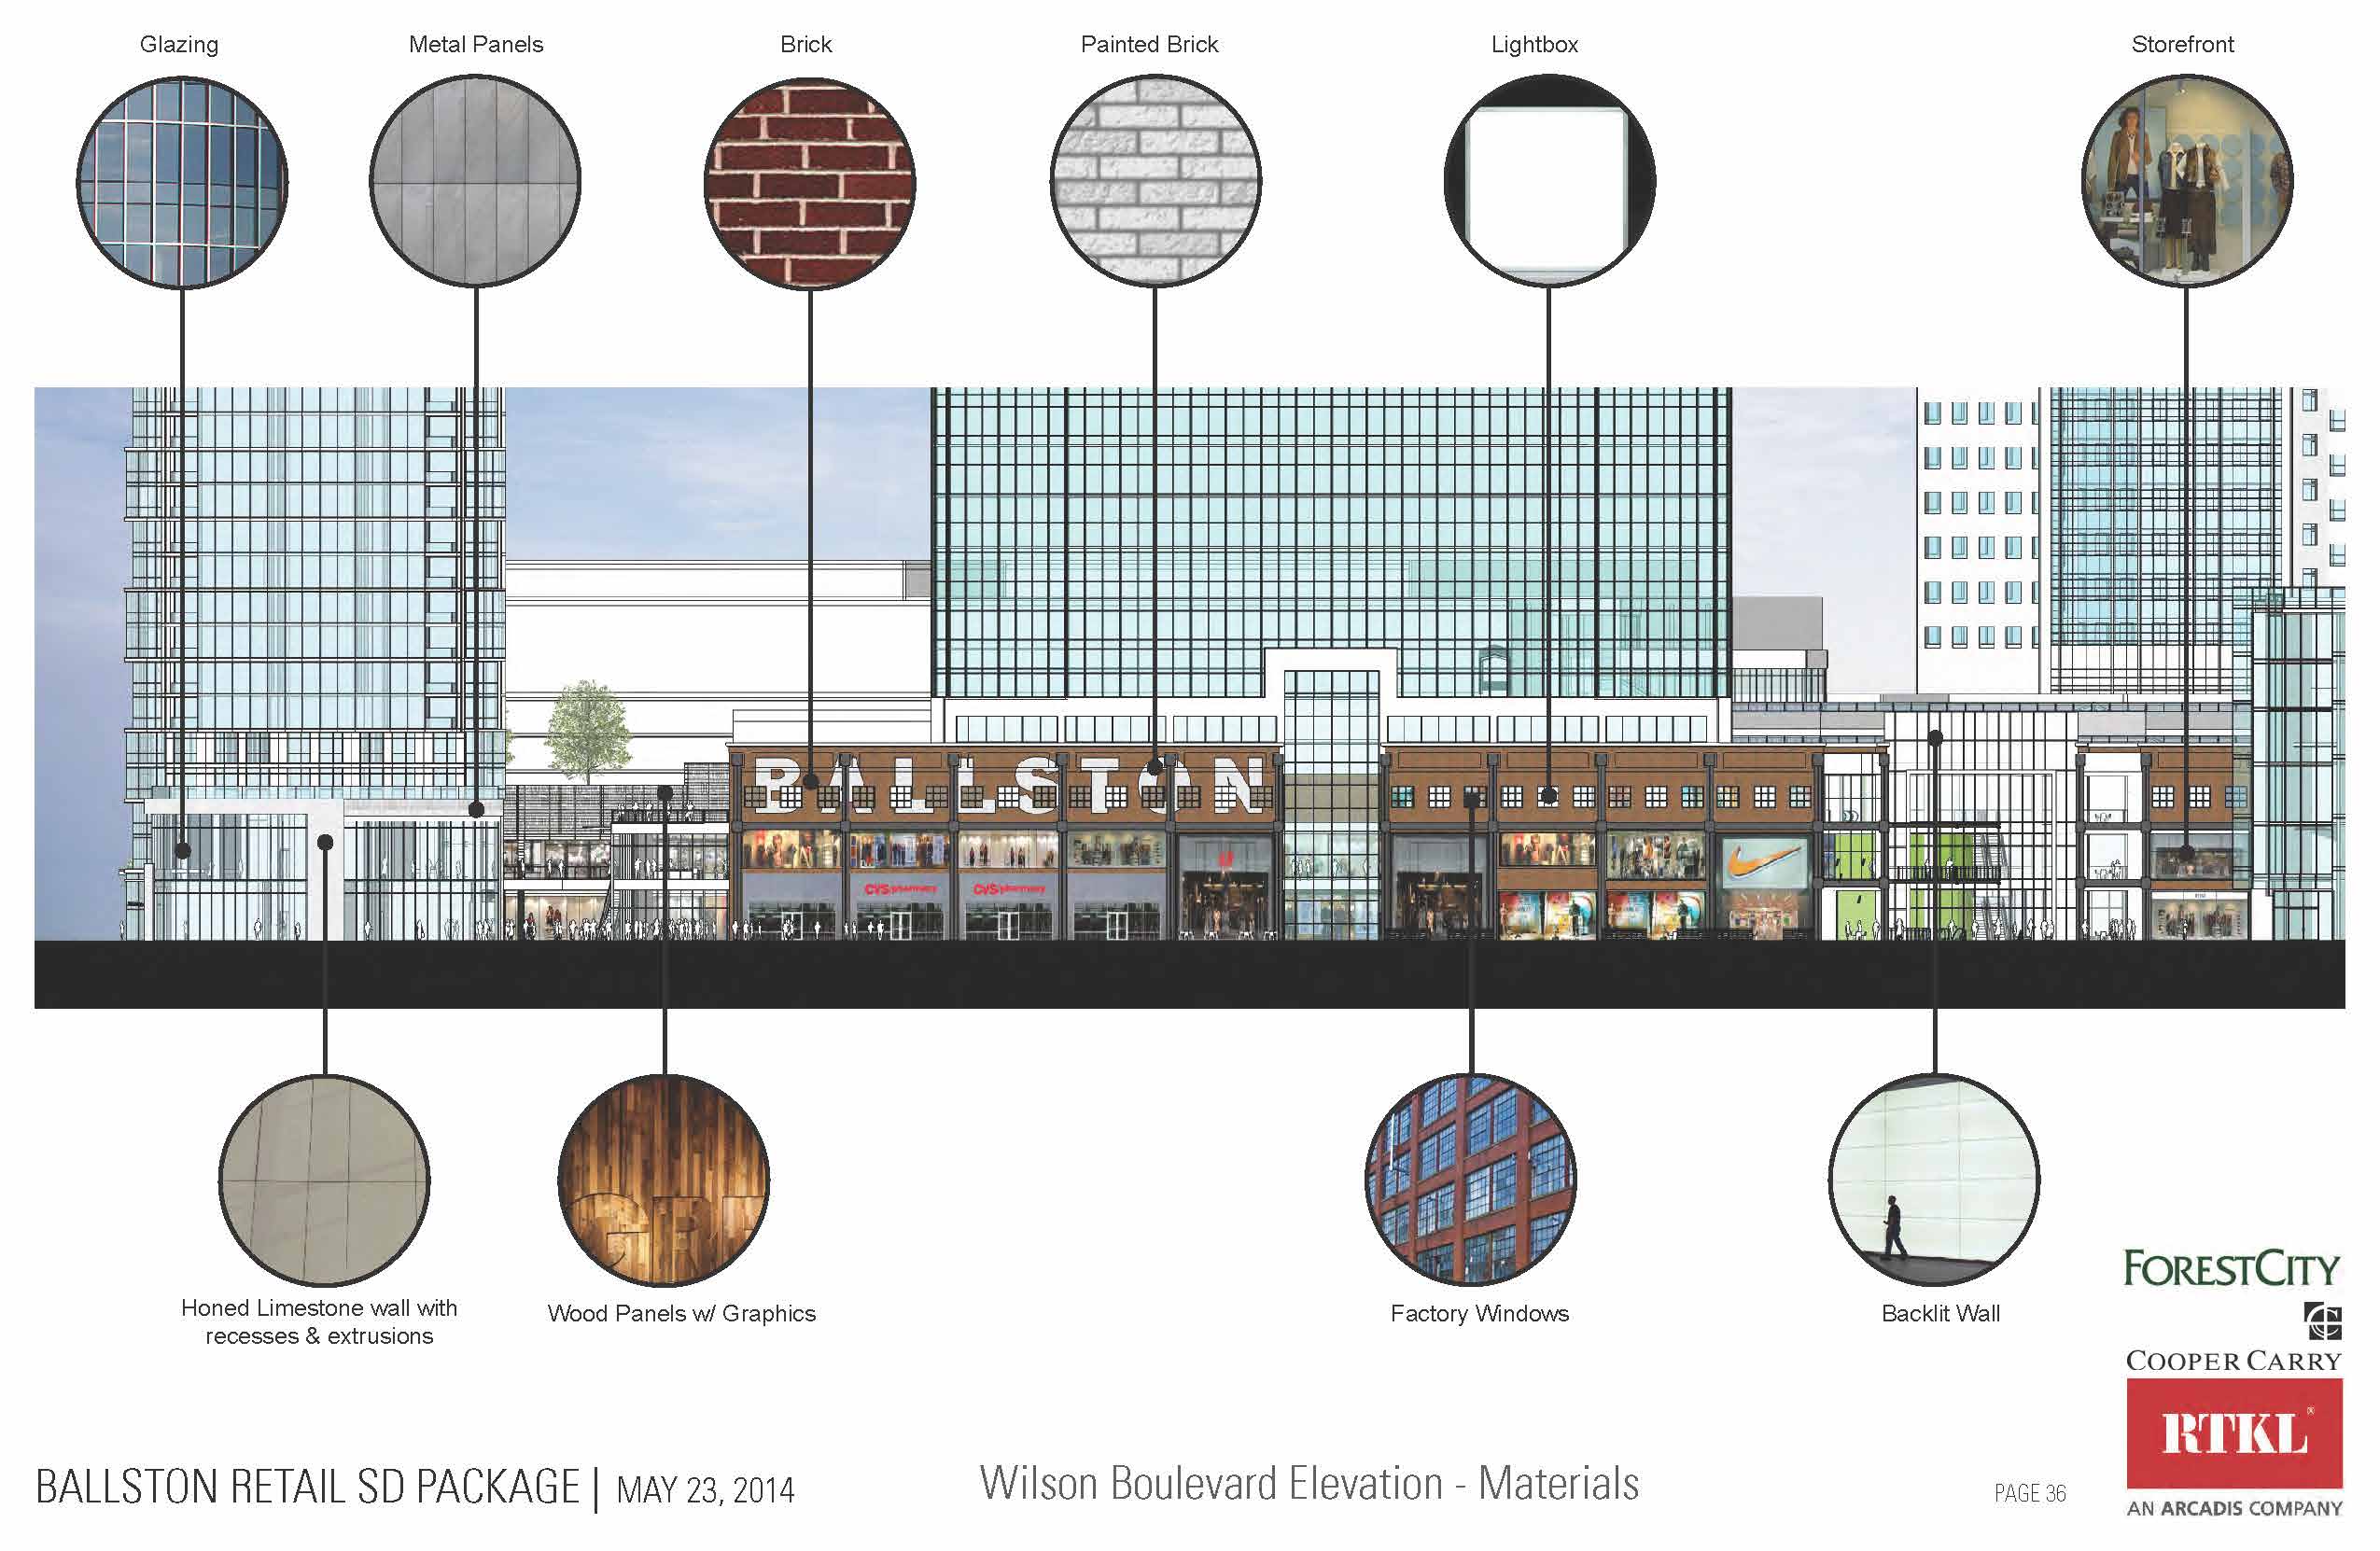 Glazing
Metal Panels
Brick
Painted Brick
Lightbox
Storefront
BALLSTON
CVS/pharmacy
CVS/pharmacy
Honed Limestone wall with
recesses & extrusions
Wood Panels w/ Graphics
Factory Windows
Backlit Wall
FORESTCITY
COOPER CARRY
RTKL®
AN ARCADIS COMPANY
BALLSTON RETAIL SD PACKAGE | MAY 23, 2014
Wilson Boulevard Elevation - Materials
PAGE 36